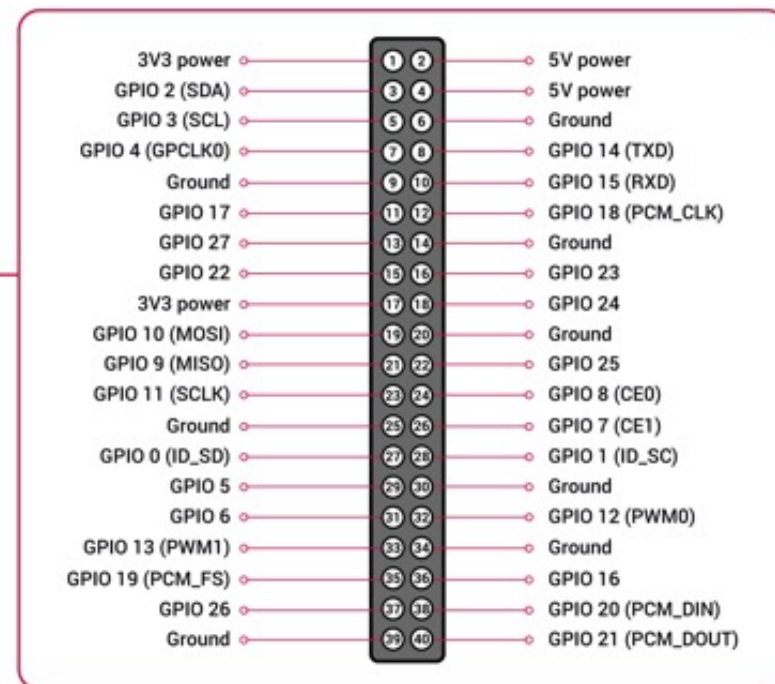 3V3 power 1 2 5V power
GPIO 2 (SDA) 3 4 5V power
GPIO 3 (SCL) 5 6 Ground
GPIO 4 (GPCLK0) 7 8 GPIO 14 (TXD)
Ground 9 10 GPIO 15 (RXD)
GPIO 17 11 12 GPIO 18 (PCM_CLK)
GPIO 27 13 14 Ground
GPIO 22 15 16 GPIO 23
3V3 power 17 18 GPIO 24
GPIO 10 (MOSI) 19 20 Ground
GPIO 9 (MISO) 21 22 GPIO 25
GPIO 11 (SCLK) 23 24 GPIO 8 (CE0)
Ground 25 26 GPIO 7 (CE1)
GPIO 0 (ID_SD) 27 28 GPIO 1 (ID_SC)
GPIO 5 29 30 Ground
GPIO 6 31 32 GPIO 12 (PWM0)
GPIO 13 (PWM1) 33 34 Ground
GPIO 19 (PCM_FS) 35 36 GPIO 16
GPIO 26 37 38 GPIO 20 (PCM_DIN)
Ground 39 40 GPIO 21 (PCM_DOUT)